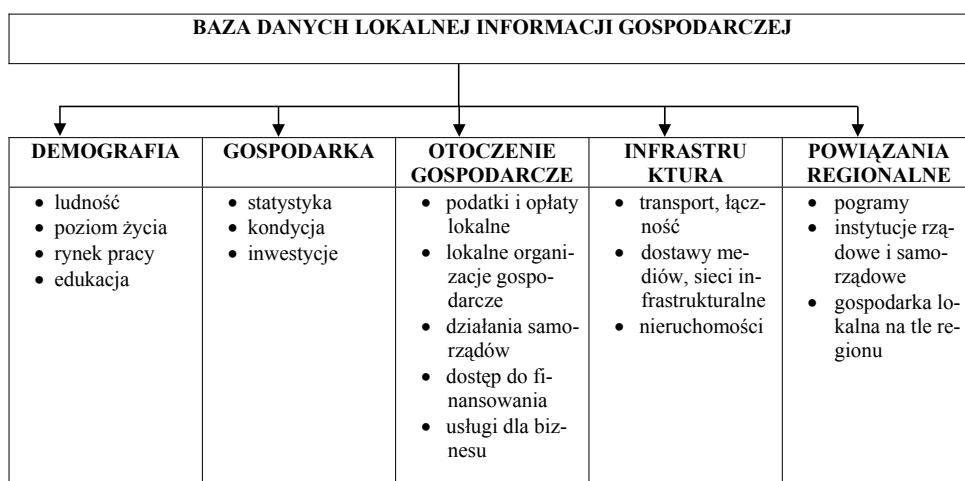 BAZA DANYCH LOKALNEJ INFORMACJI GOSPODARCZEJ
DEMOGRAFIA
• ludność
• poziom życia
• rynek pracy
• edukacja
GOSPODARKA
• statystyka
• kondycja
• inwestycje
OTOCZENIE
GOSPODARCZE
• podatki i opłaty
lokalne
• lokalne organi-
zacje gospo-
darcze
• działania samo-
rządów
• dostęp do fi-
nansowania
• usługi dla biz-
nesu
INFRASTRU
KTURA
• transport, łącz-
ność
• dostawy me-
diów, sieci in-
frastrukturalne
• nieruchomości
POWIĄZANIA
REGIONALNE
• pogramy
• instytucje rzą-
dowe i samo-
rządowe
• gospodarka lo-
kalna na tle re-
gionu